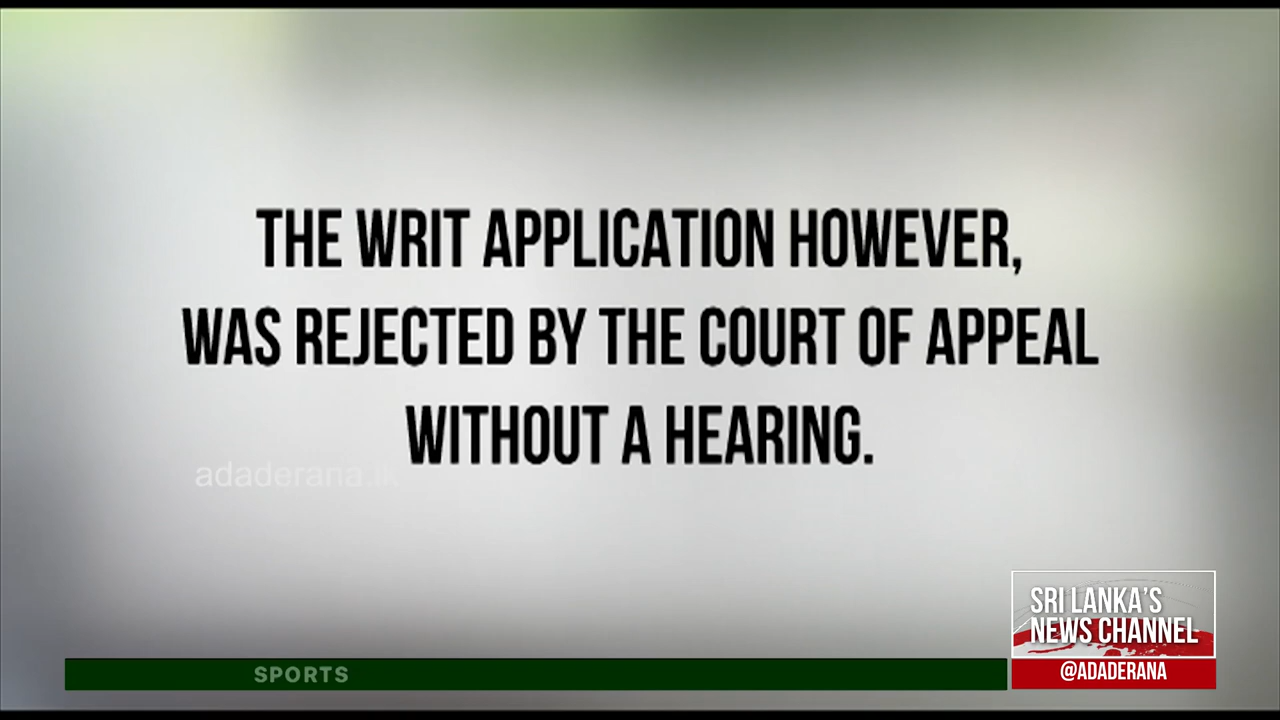 THE WRIT APPLICATION HOWEVER,
WAS REJECTED BY THE COURT OF APPEAL
WITHOUT A HEARING.
adaderana.lk
SRI LANKA'S
NEWS CHANNEL
@ADADERANA
SPORTS